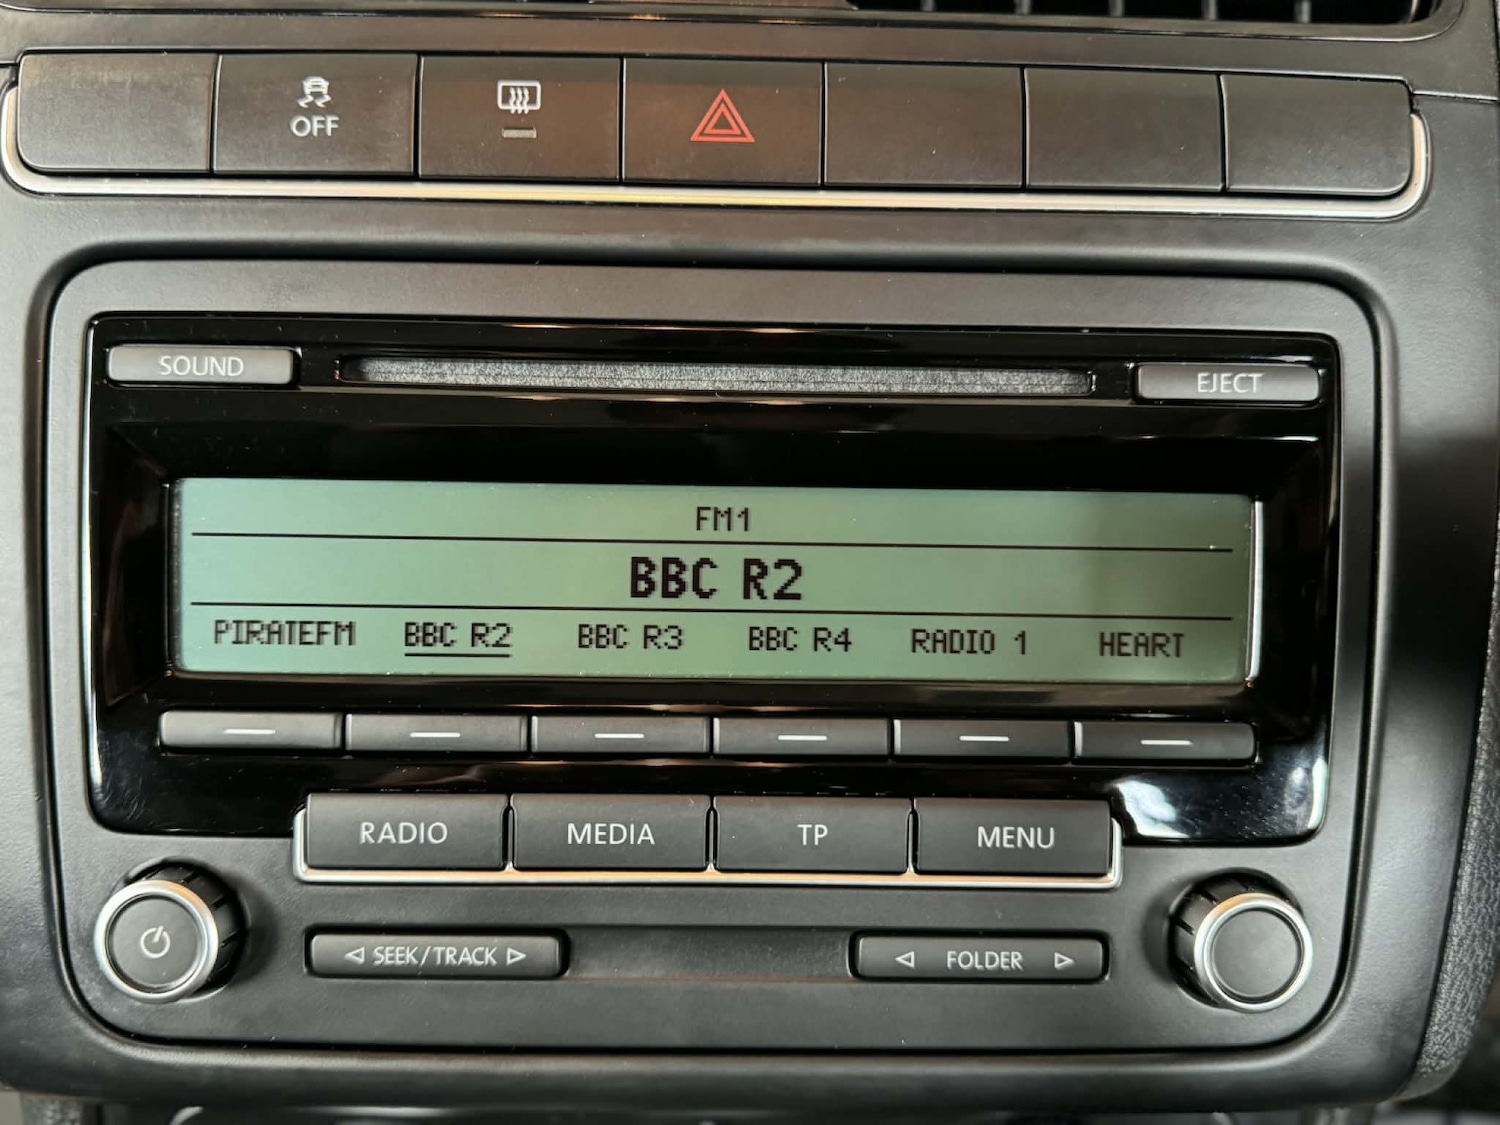 OFF
SOUND
EJECT
FM1
BBC R2
PIRATEFM BBC R2 BBC R3 BBC R4 RADIO 1 HEART
RADIO MEDIA TP MENU
SEEK/TRACK FOLDER